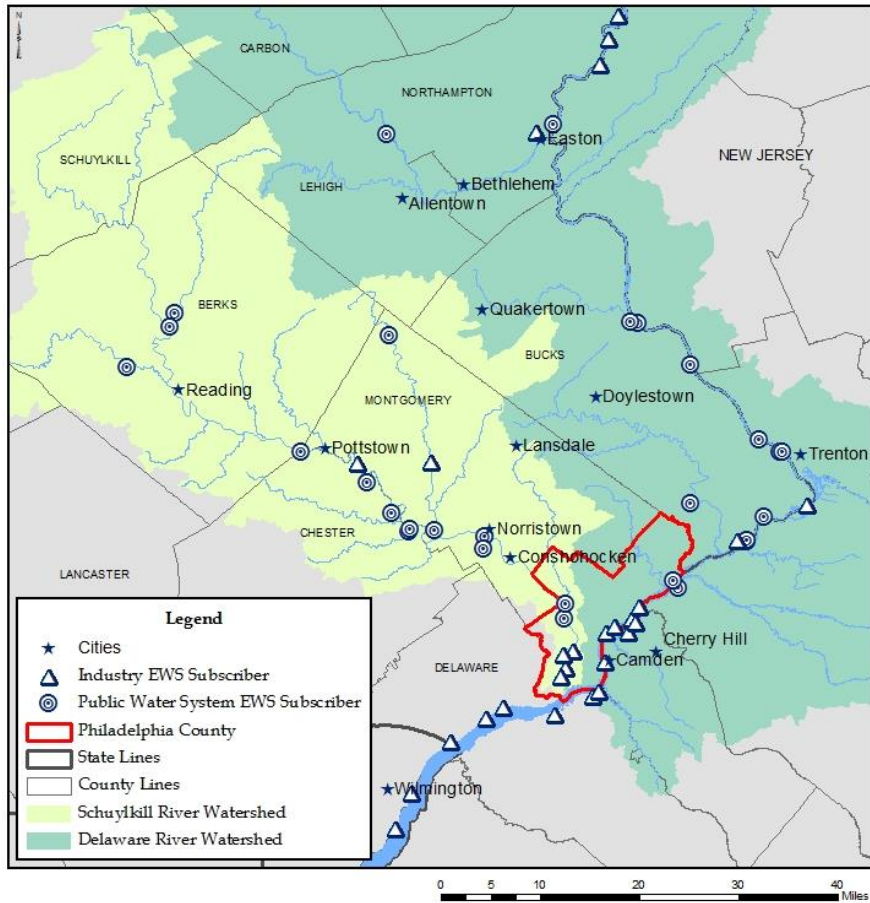 N
CARBON
NORTHAMPTON
Easton
SCHUYLKILL
NEW JERSEY
LEHIGH
Bethlehem
Allentown
BERKS
Quakertown
BUCKS
Reading
MONTGOMERY
Doylestown
Pottstown
Lansdale
Trenton
CHESTER
Norristown
Conshohocken
LANCASTER
Cherry Hill
DELAWARE
Camden
Wilmington
Legend
Cities
Industry EWS Subscriber
Public Water System EWS Subscriber
Philadelphia County
State Lines
County Lines
Schuylkill River Watershed
Delaware River Watershed
0 5 10 20 30 40
Miles